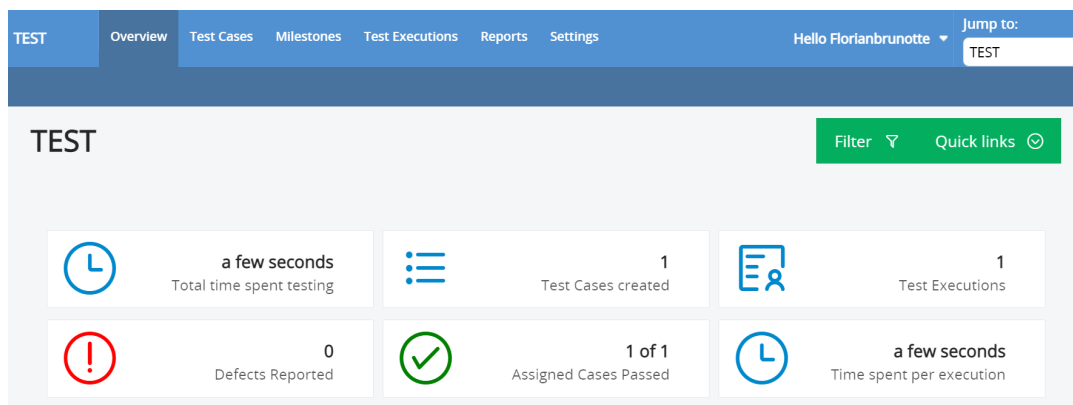 TEST Overview Test Cases Milestones Test Executions Reports Settings Hello Florianbrunotte Jump to:
TEST
TEST
Filter Quick links
a few seconds
Total time spent testing
1
Test Cases created
1
Test Executions
0
Defects Reported
1 of 1
Assigned Cases Passed
a few seconds
Time spent per execution